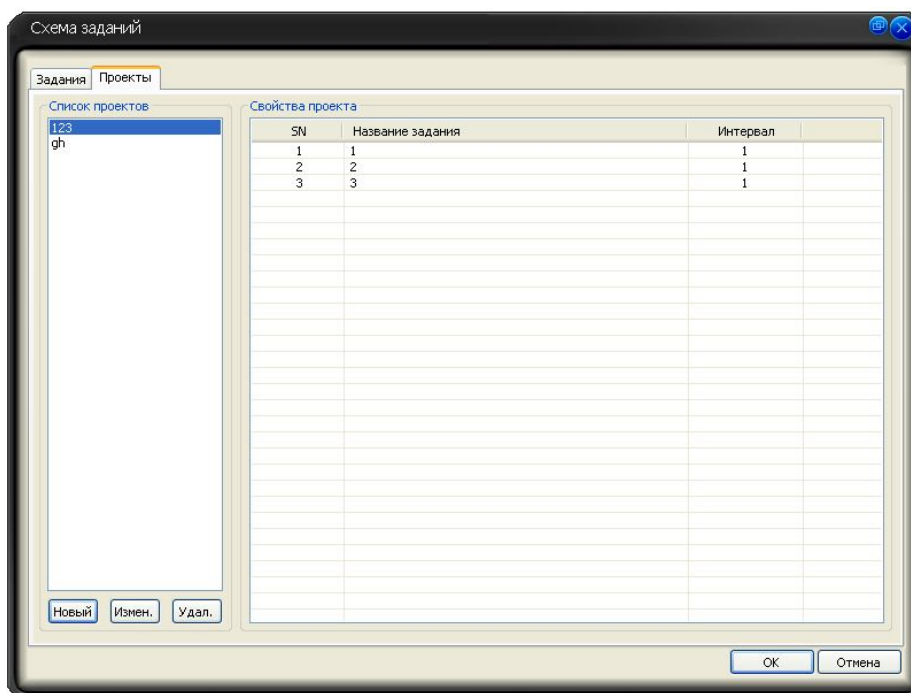 Схема заданий
Задания Проекты
Список проектов
123
gh
Свойства проекта
SN Название задания Интервал
1 1 1
2 2 1
3 3 1
Новый Измен. Удал.
OK Отмена